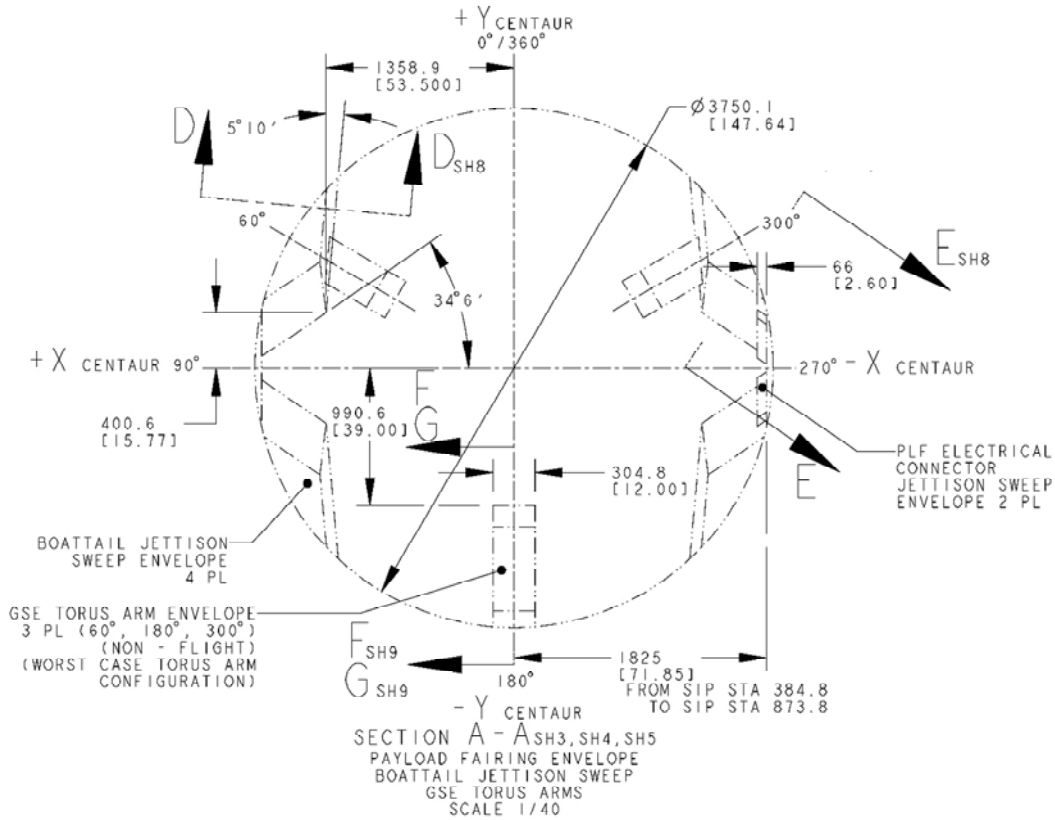 +Y CENTAUR
0°/360°
1358.9
[53.500]
Ø3750.1
[147.64]
D
5°10′
D SH8
60°
300°
E SH8
66
[2.60]
34°6′
+X CENTAUR 90°
270° -X CENTAUR
400.6
[15.77]
990.6
[39.00]
F
G
304.8
[12.00]
E
PLF ELECTRICAL
CONNECTOR
JETTISON SWEEP
ENVELOPE 2 PL
BOATTAIL JETTISON
SWEEP ENVELOPE
4 PL
GSE TORUS ARM ENVELOPE
3 PL (60°, 180°, 300°)
(NON - FLIGHT)
(WORST CASE TORUS ARM
CONFIGURATION)
F SH9
G SH9
1825
[71.85]
FROM SIP STA 384.8
TO SIP STA 873.8
180°
-Y CENTAUR
SECTION A-A SH3, SH4, SH5
PAYLOAD FAIRING ENVELOPE
BOATTAIL JETTISON SWEEP
GSE TORUS ARMS
SCALE 1/40